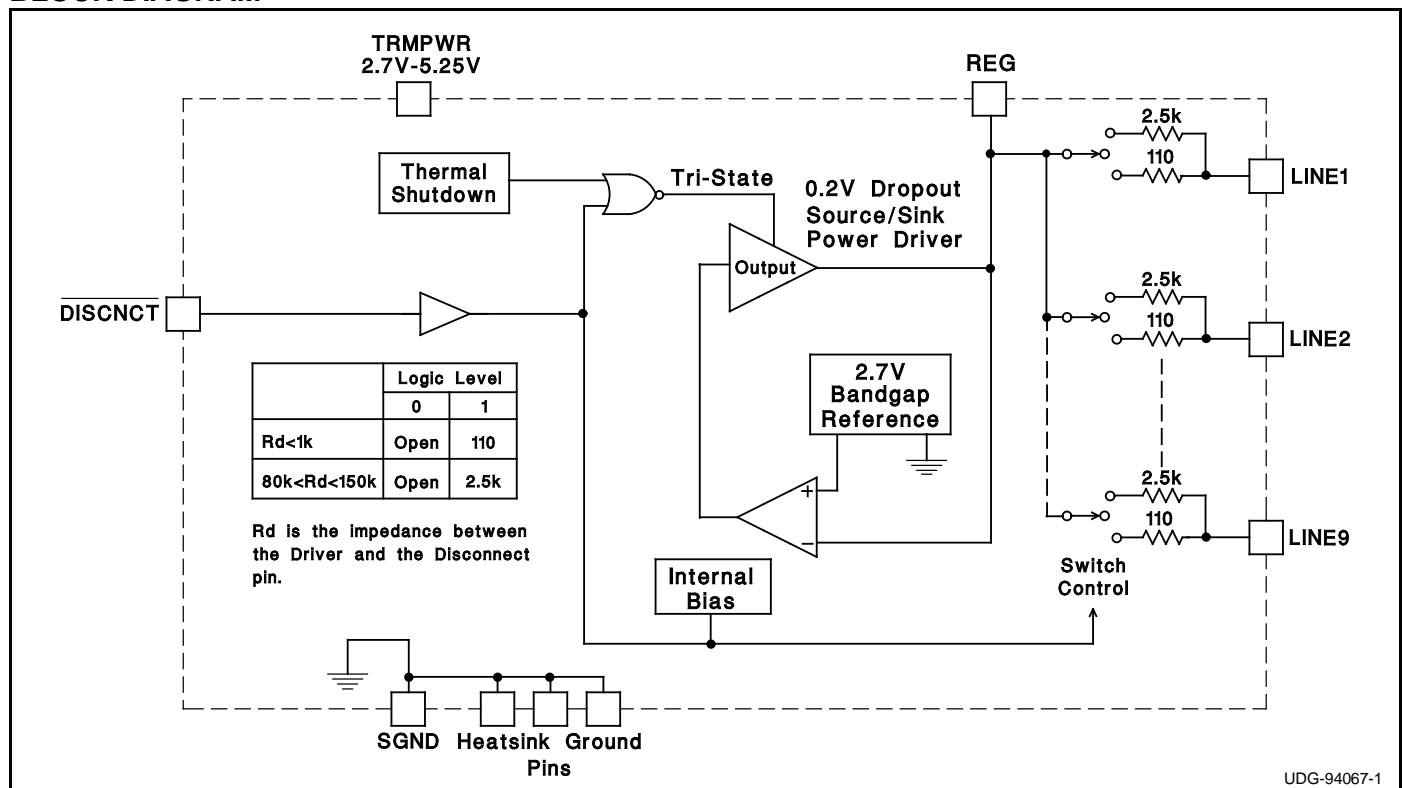 TRMPWR
2.7V-5.25V
REG
Thermal
Shutdown
Tri-State
0.2V Dropout
Source/Sink
Power Driver
Output
2.5k
110
LINE1
DISCNCT
2.5k
110
LINE2
Logic Level
0 1
Rd<1k Open 110
80k<Rd<150k Open 2.5k
Rd is the impedance between
the Driver and the Disconnect
pin.
2.7V
Bandgap
Reference
+
−
2.5k
110
LINE9
Switch
Control
Internal
Bias
SGND Heatsink Ground
Pins
UDG-94067-1